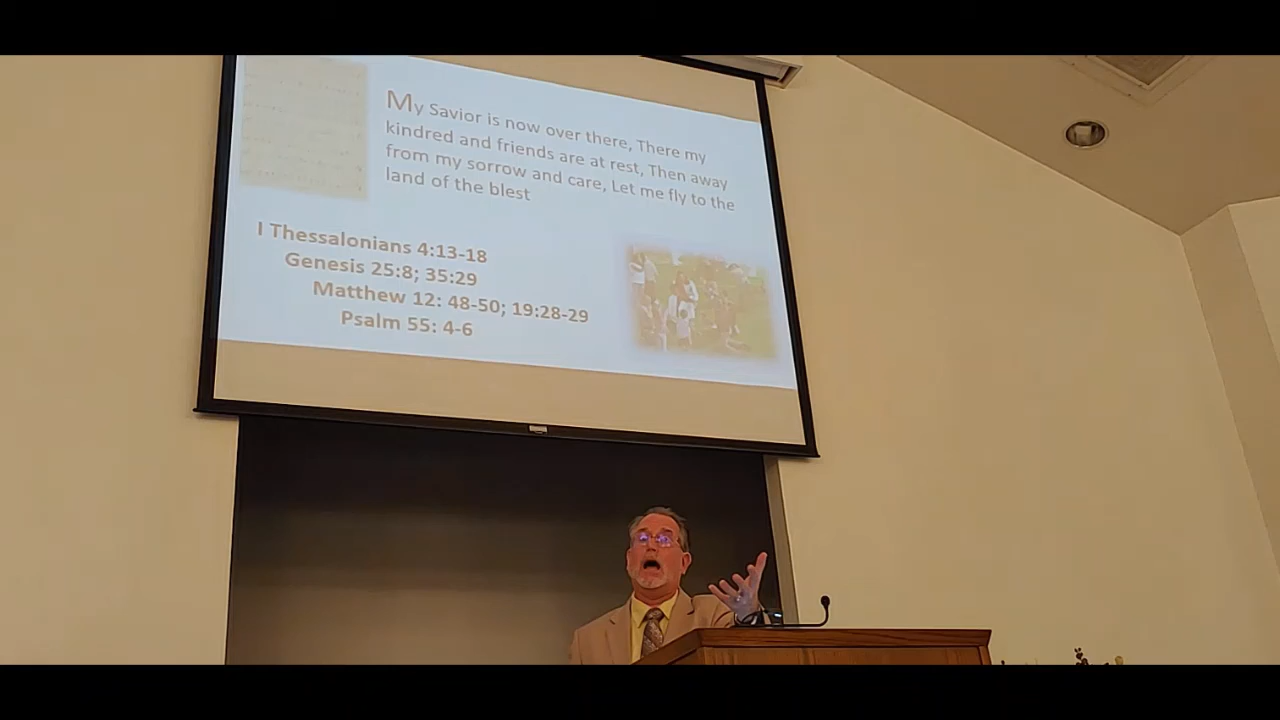 My Savior is now over there, There my
kindred and friends are at rest, Then away
from my sorrow and care, Let me fly to the
land of the blest
I Thessalonians 4:13-18
Genesis 25:8; 35:29
Matthew 12: 48-50; 19:28-29
Psalm 55: 4-6